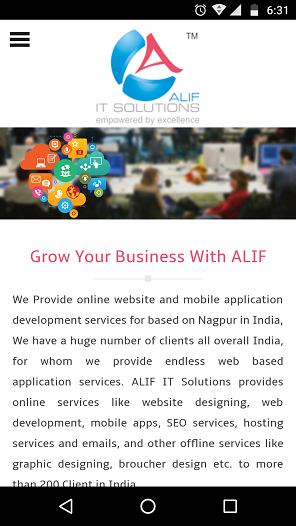 6:31
TM
ALIF
IT SOLUTIONS
empowered by excellence
Grow Your Business With ALIF
We Provide online website and mobile application
development services for based on Nagpur in India,
We have a huge number of clients all overall India,
for whom we provide endless web based
application services. ALIF IT Solutions provides
online services like website designing, web
development, mobile apps, SEO services, hosting
services and emails, and other offline services like
graphic designing, broucher design etc. to more
than 200 Client in India